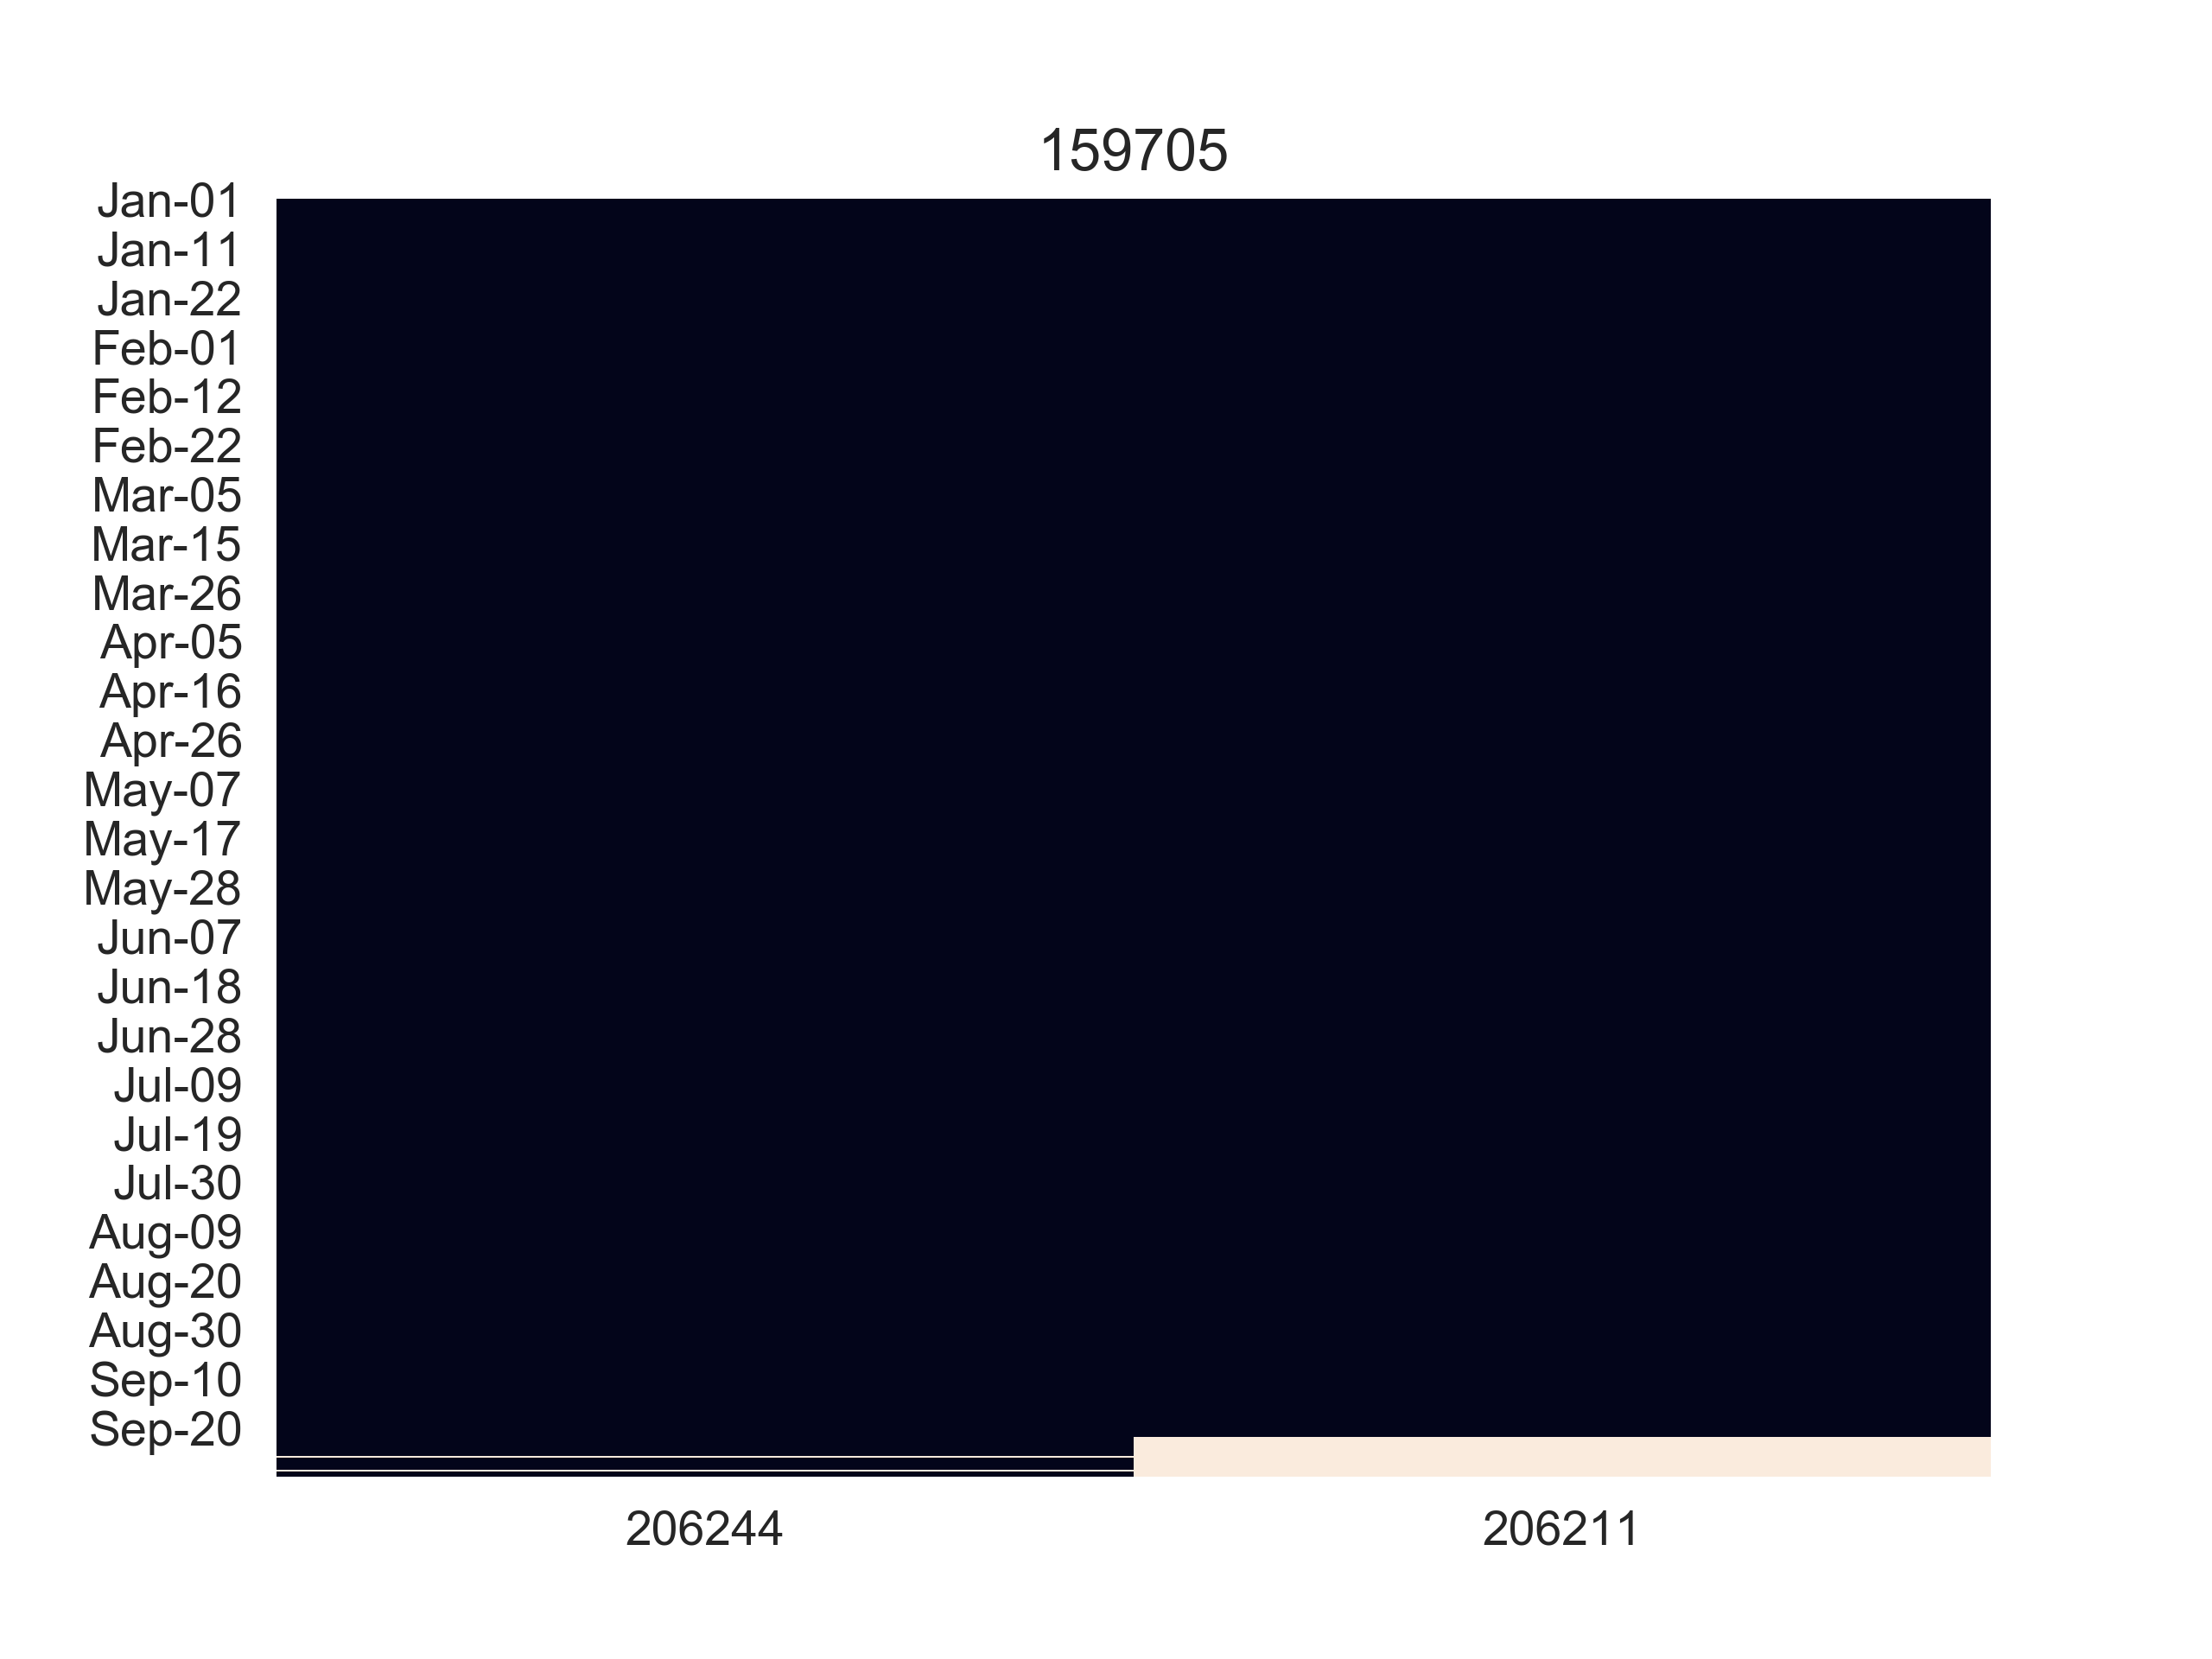 159705
Jan-01
Jan-11
Jan-22
Feb-01
Feb-12
Feb-22
Mar-05
Mar-15
Mar-26
Apr-05
Apr-16
Apr-26
May-07
May-17
May-28
Jun-07
Jun-18
Jun-28
Jul-09
Jul-19
Jul-30
Aug-09
Aug-20
Aug-30
Sep-10
Sep-20
206244 206211